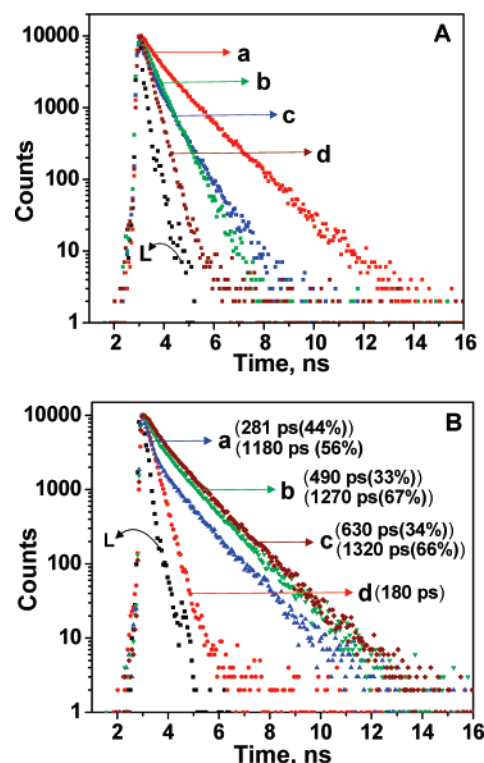 A
10000
1000
100
10
1
Counts
a
b
c
d
L
2 4 6 8 10 12 14 16
Time, ns
B
10000
1000
100
10
1
Counts
a (281 ps(44%))
(1180 ps (56%)
b (490 ps(33%))
(1270 ps(67%))
c (630 ps(34%))
(1320 ps(66%))
d (180 ps)
L
2 4 6 8 10 12 14 16
Time, ns